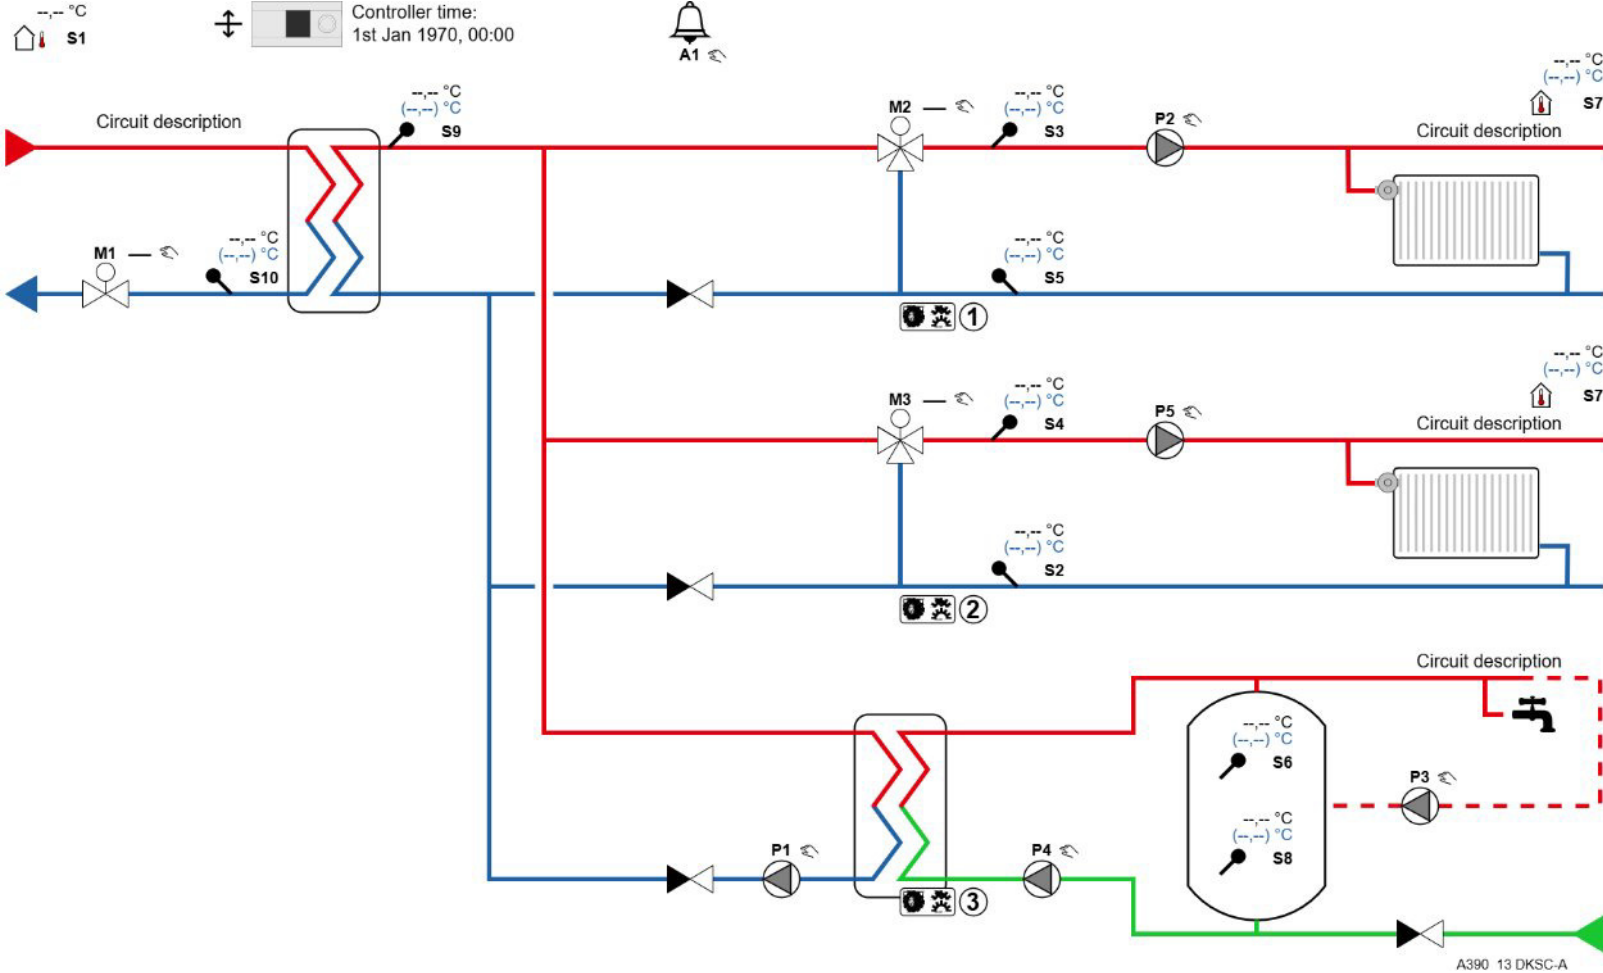 --,-- °C
S1
Controller time:
1st Jan 1970, 00:00
A1
--,-- °C
(--,--) °C
S7
--,-- °C
(--,--) °C
S9
M2
--,-- °C
(--,--) °C
S3
P2
Circuit description
Circuit description
M1
--,-- °C
(--,--) °C
S10
--,-- °C
(--,--) °C
S5
1
--,-- °C
(--,--) °C
S7
M3
--,-- °C
(--,--) °C
S4
P5
Circuit description
--,-- °C
(--,--) °C
S2
2
Circuit description
--,-- °C
(--,--) °C
S6
P3
--,-- °C
(--,--) °C
S8
P1
P4
3
A390 13 DKSC-A